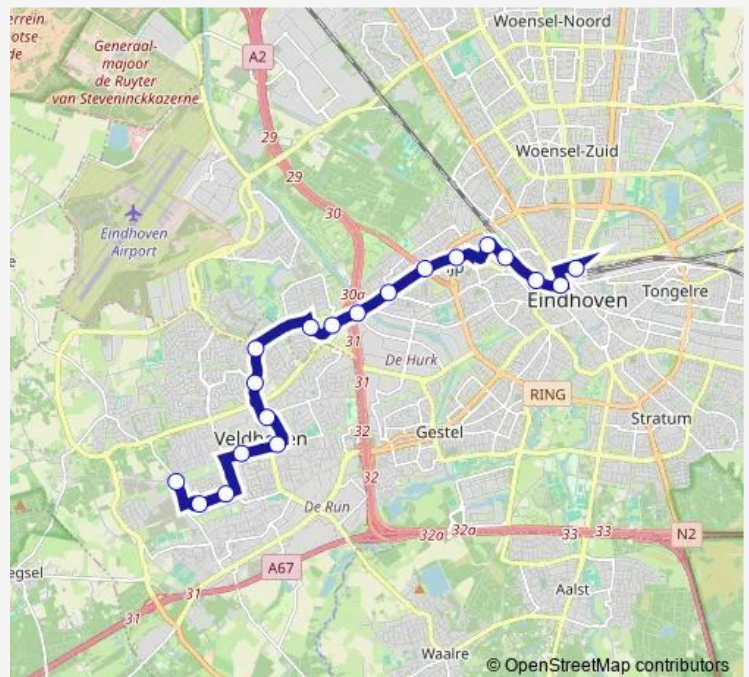 Woensel-Noord
errein
otse
de
Generaal-
majoor
de Ruyter
van Steveninckkazerne
A2
29
Woensel-Zuid
29
30
Eindhoven
Airport
30a
Eindhoven
Tongelre
31
De Hurk
31
RING
Stratum
32
Gestel
Veldh
en
32
De Run
32a
32a
33
33
N2
egsel
A67
31
31
Aalst
Waalre
© OpenStreetMap contributors